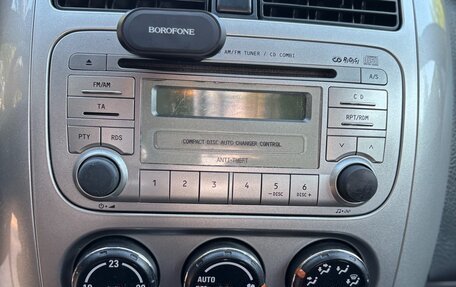 BOROFONE
AM/FM TUNER / CD COMBI
A/S
FM/AM
CD
TA
RPT/RDM
PTY
RDS
COMPACT DISC AUTO CHANGER CONTROL
ANTI-THEFT
1 2 3 4 5 -DISC 6 DISC+
23
AUTO
OFF